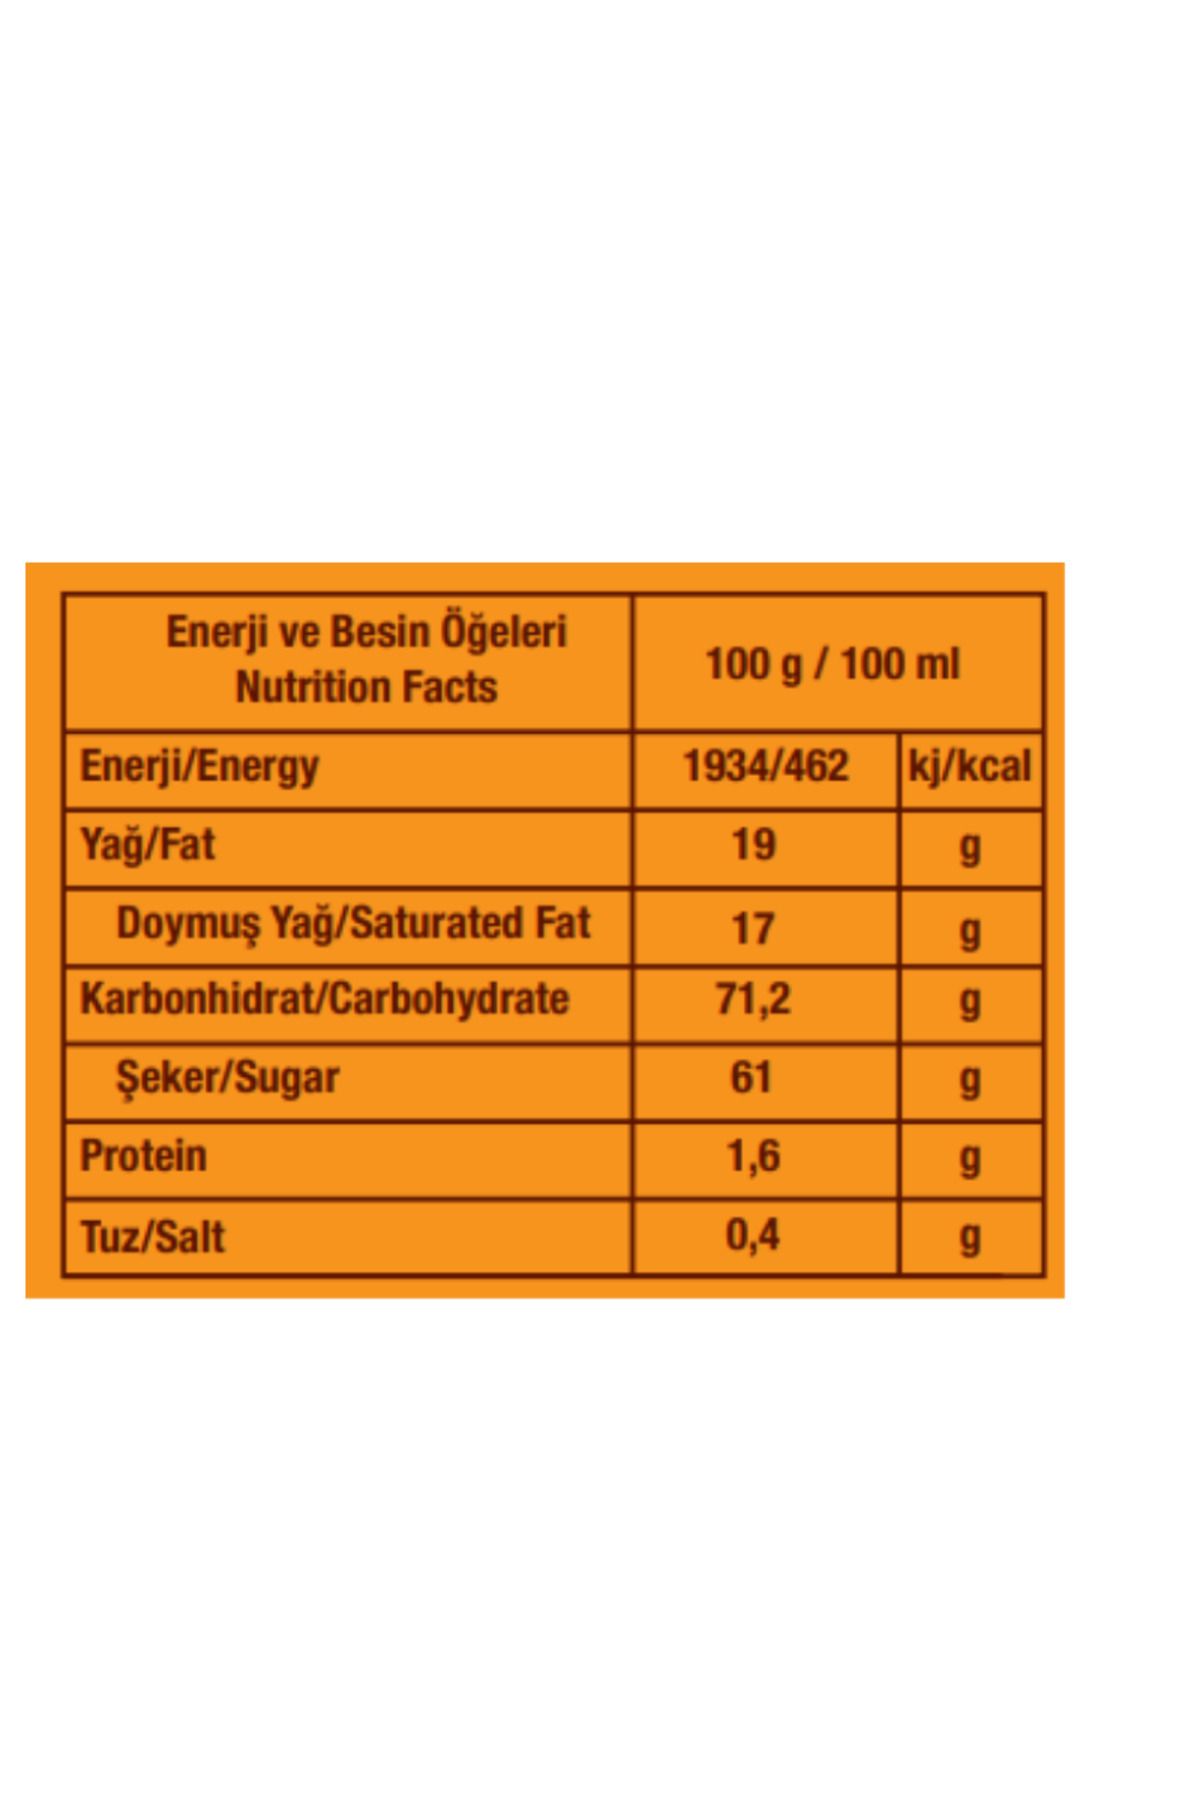 Enerji ve Besin Öğeleri
Nutrition Facts
100 g / 100 ml
Enerji/Energy 1934/462 kj/kcal
Yağ/Fat 19 g
Doymuş Yağ/Saturated Fat 17 g
Karbonhidrat/Carbohydrate 71,2 g
Şeker/Sugar 61 g
Protein 1,6 g
Tuz/Salt 0,4 g